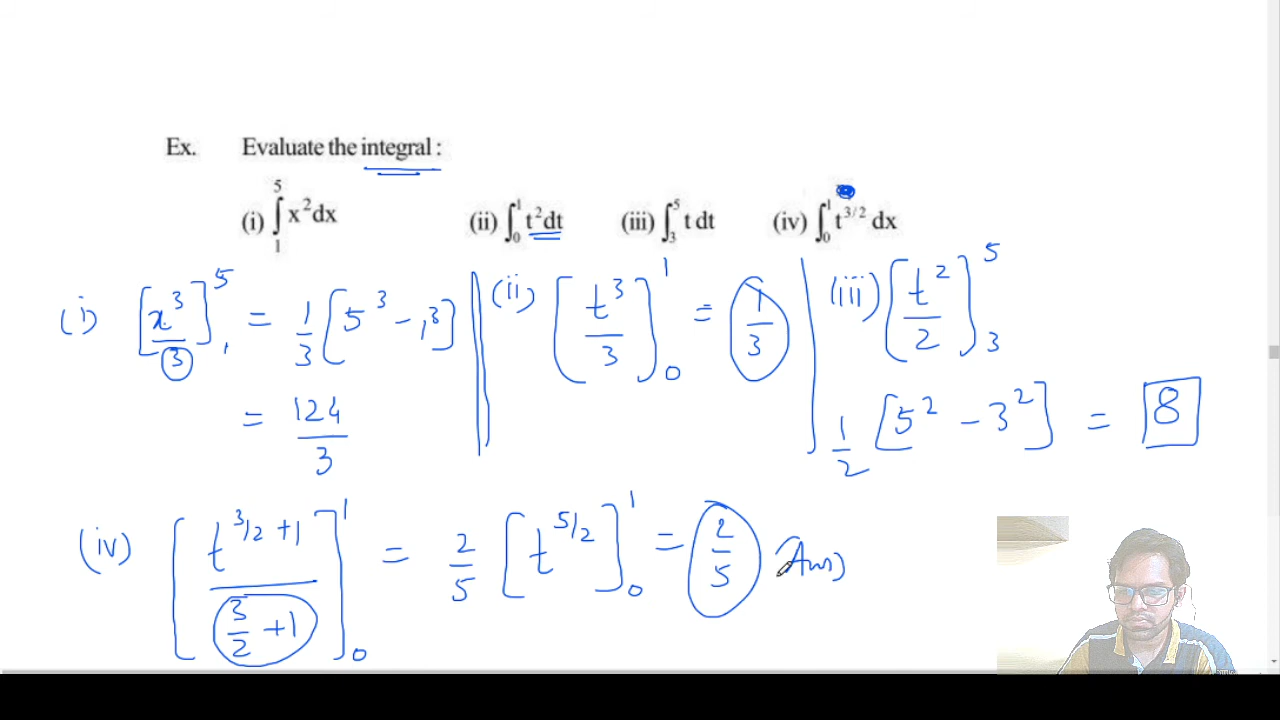 Ex. Evaluate the integral :
(i) ∫₁⁵ x²dx (ii) ∫₀¹ t²dt (iii) ∫₃⁵ t dt (iv) ∫₀¹ t^{3/2} dx
(i) [x³/3]₁⁵ = 1/3 [5³ - 1³]
= 124/3
(ii) [t³/3]₀¹ = 1/3
(iii) [t²/2]₃⁵
1/2 [5² - 3²] = 8
(iv) [t^{3/2 + 1} / (3/2 + 1)]₀¹ = 2/5 [t^{5/2}]₀¹ = 2/5 Ans)